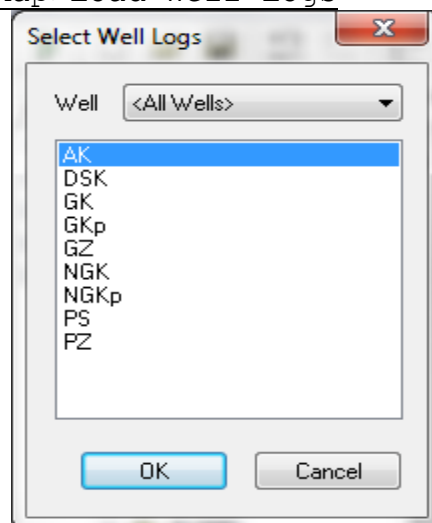 Select Well Logs
Well <All Wells>
AK
DSK
GK
GKp
GZ
NGK
NGKp
PS
PZ
OK Cancel